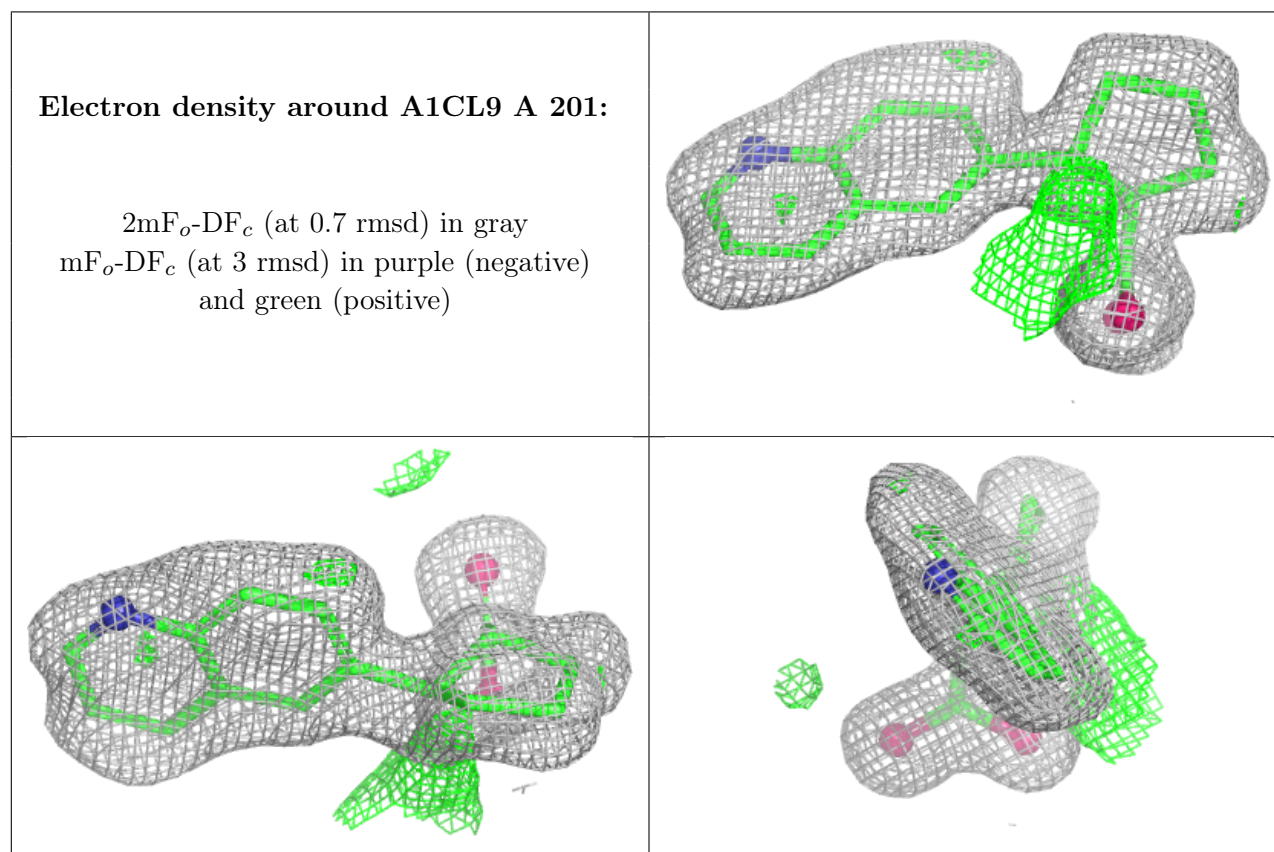 Electron density around A1CL9 A 201:
2mFo-DFc (at 0.7 rmsd) in gray
mFo-DFc (at 3 rmsd) in purple (negative)
and green (positive)